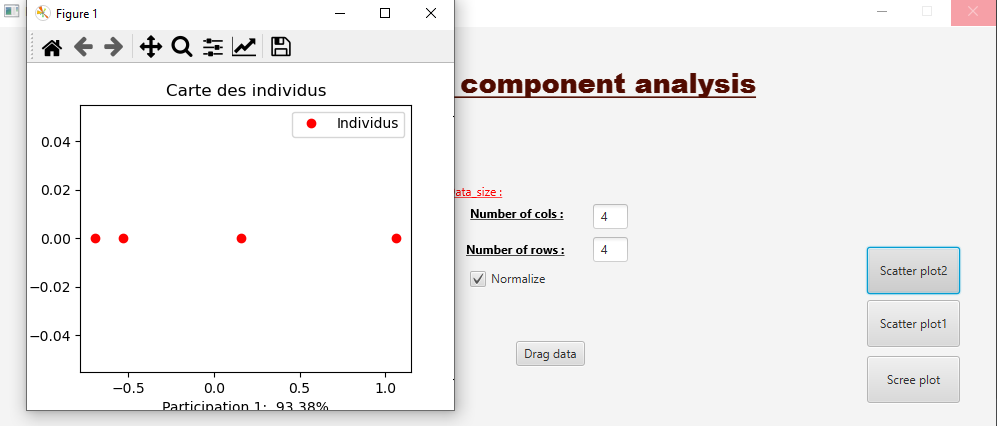 Figure 1
Carte des individus
Individus
0.04
0.02
0.00
−0.02
−0.04
−0.5
0.0
0.5
1.0
Participation 1: 93.38%
component analysis
ata_size :
Number of cols :
4
Number of rows :
4
Normalize
Drag data
Scatter plot2
Scatter plot1
Scree plot